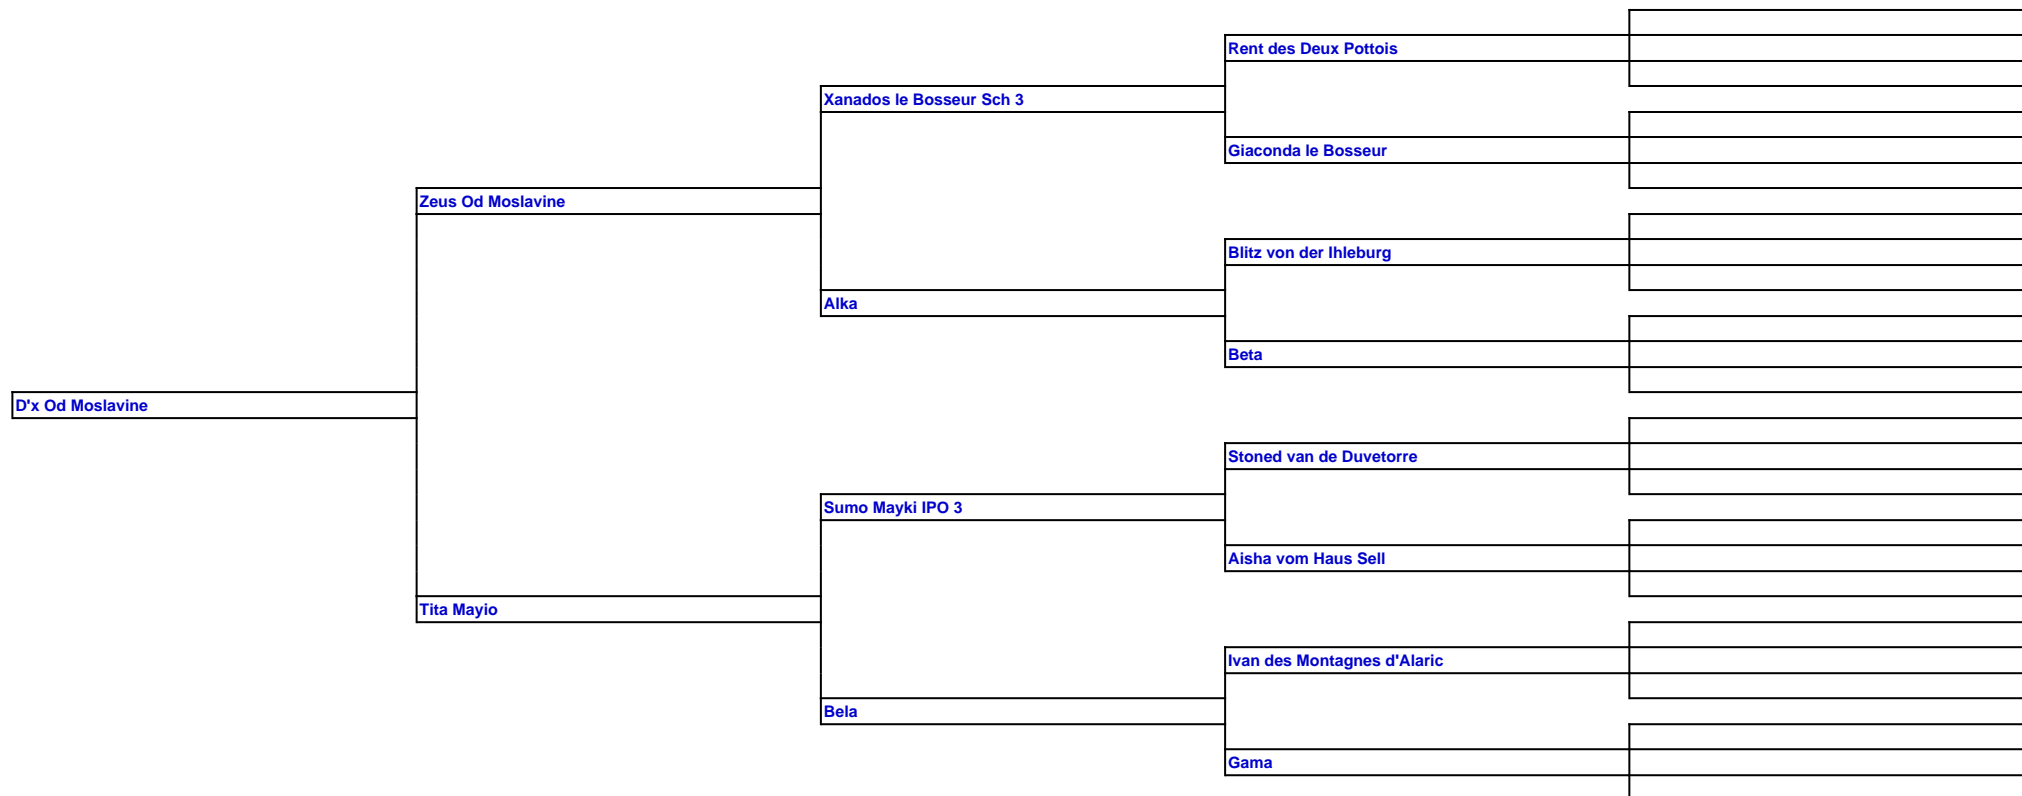 Rent des Deux Pottois
Xanados le Bosseur Sch 3
Giaconda le Bosseur
Zeus Od Moslavine
Blitz von der Ihleburg
Alka
Beta
D'x Od Moslavine
Stoned van de Duvetorre
Sumo Mayki IPO 3
Aisha vom Haus Sell
Tita Mayio
Ivan des Montagnes d'Alaric
Bela
Gama